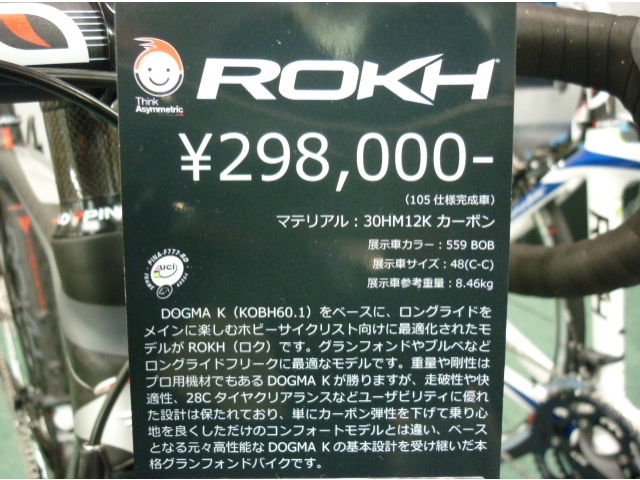 ROKH
Think
Asymmetric
¥298,000-
（105 仕様完成車）
マテリアル：30HM12K カーボン
展示車カラー：559 BOB
展示車サイズ：48(C-C)
展示車参考重量：8.46kg
UCI
DOGMA K（KOBH60.1）をベースに、ロングライドを
メインに楽しむホビーサイクリスト向けに最適化されたモ
デルが ROKH（ロク）です。グランフォンドやブルベなど
ロングライドフリークに最適なモデルです。重量や剛性は
プロ用機材でもある DOGMA K が勝りますが、走破性や快
適性、28C タイヤクリアランスなどユーザビリティに優れ
た設計は保たれており、単にカーボン弾性を下げて乗り心
地を良くしただけのコンフォートモデルとは違い、ベース
となる元々高性能な DOGMA K の基本設計を受け継いだ本
格グランフォンドバイクです。